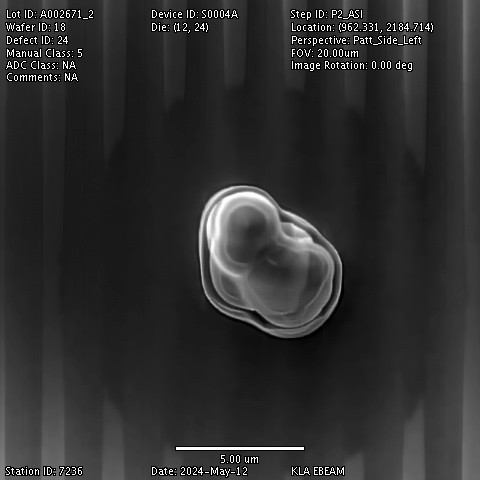 Lot ID: A002671_2
Wafer ID: 18
Defect ID: 24
Manual Class: 5
ADC Class: NA
Comments: NA
Device ID: S0004A
Die: (12, 24)
Step ID: P2_ASI
Location: (962.331, 2184.714)
Perspective: Patt_Side_Left
FOV: 20.00um
Image Rotation: 0.00 deg
5.00 um
Station ID: 7236
Date: 2024-May-12
KLA EBEAM